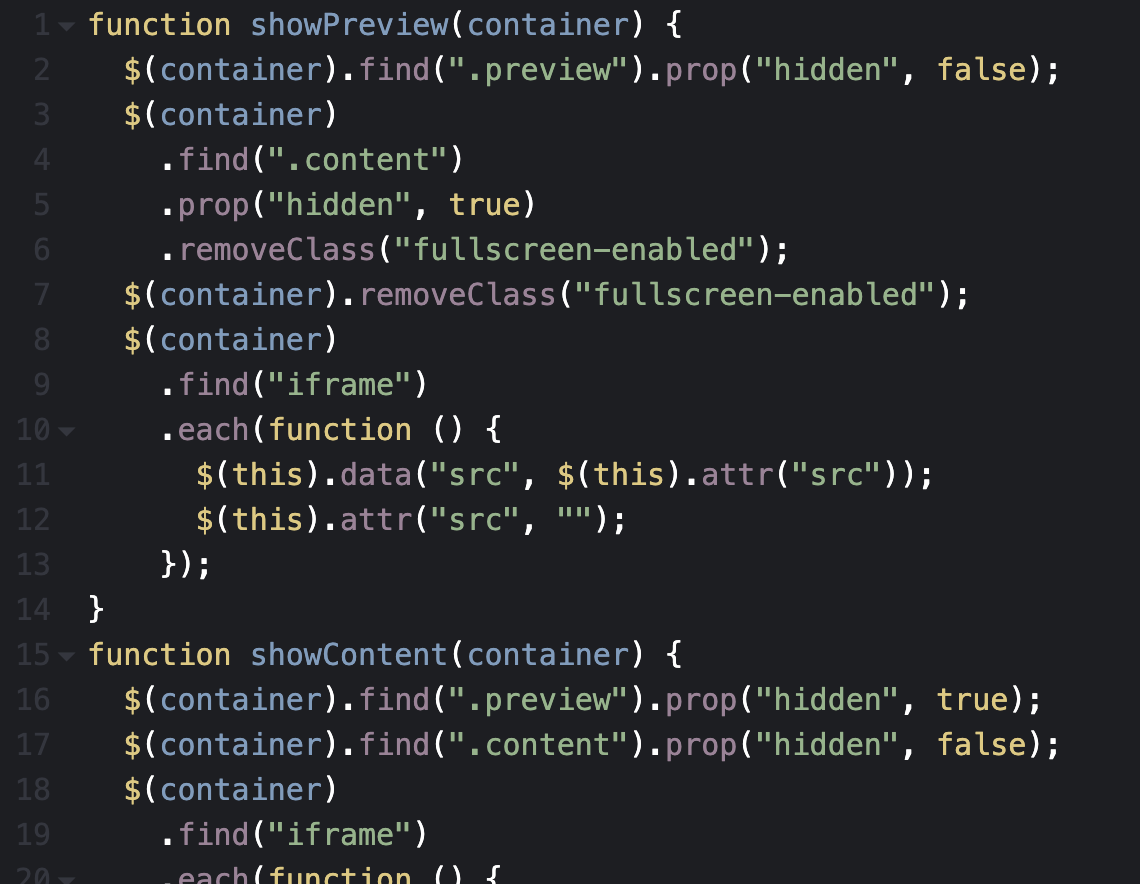 1 function showPreview(container) {
2   $(container).find(".preview").prop("hidden", false);
3   $(container)
4     .find(".content")
5     .prop("hidden", true)
6     .removeClass("fullscreen-enabled");
7   $(container).removeClass("fullscreen-enabled");
8   $(container)
9     .find("iframe")
10     .each(function () {
11       $(this).data("src", $(this).attr("src"));
12       $(this).attr("src", "");
13     });
14 }
15 function showContent(container) {
16   $(container).find(".preview").prop("hidden", true);
17   $(container).find(".content").prop("hidden", false);
18   $(container)
19     .find("iframe")
20     .each(function () {